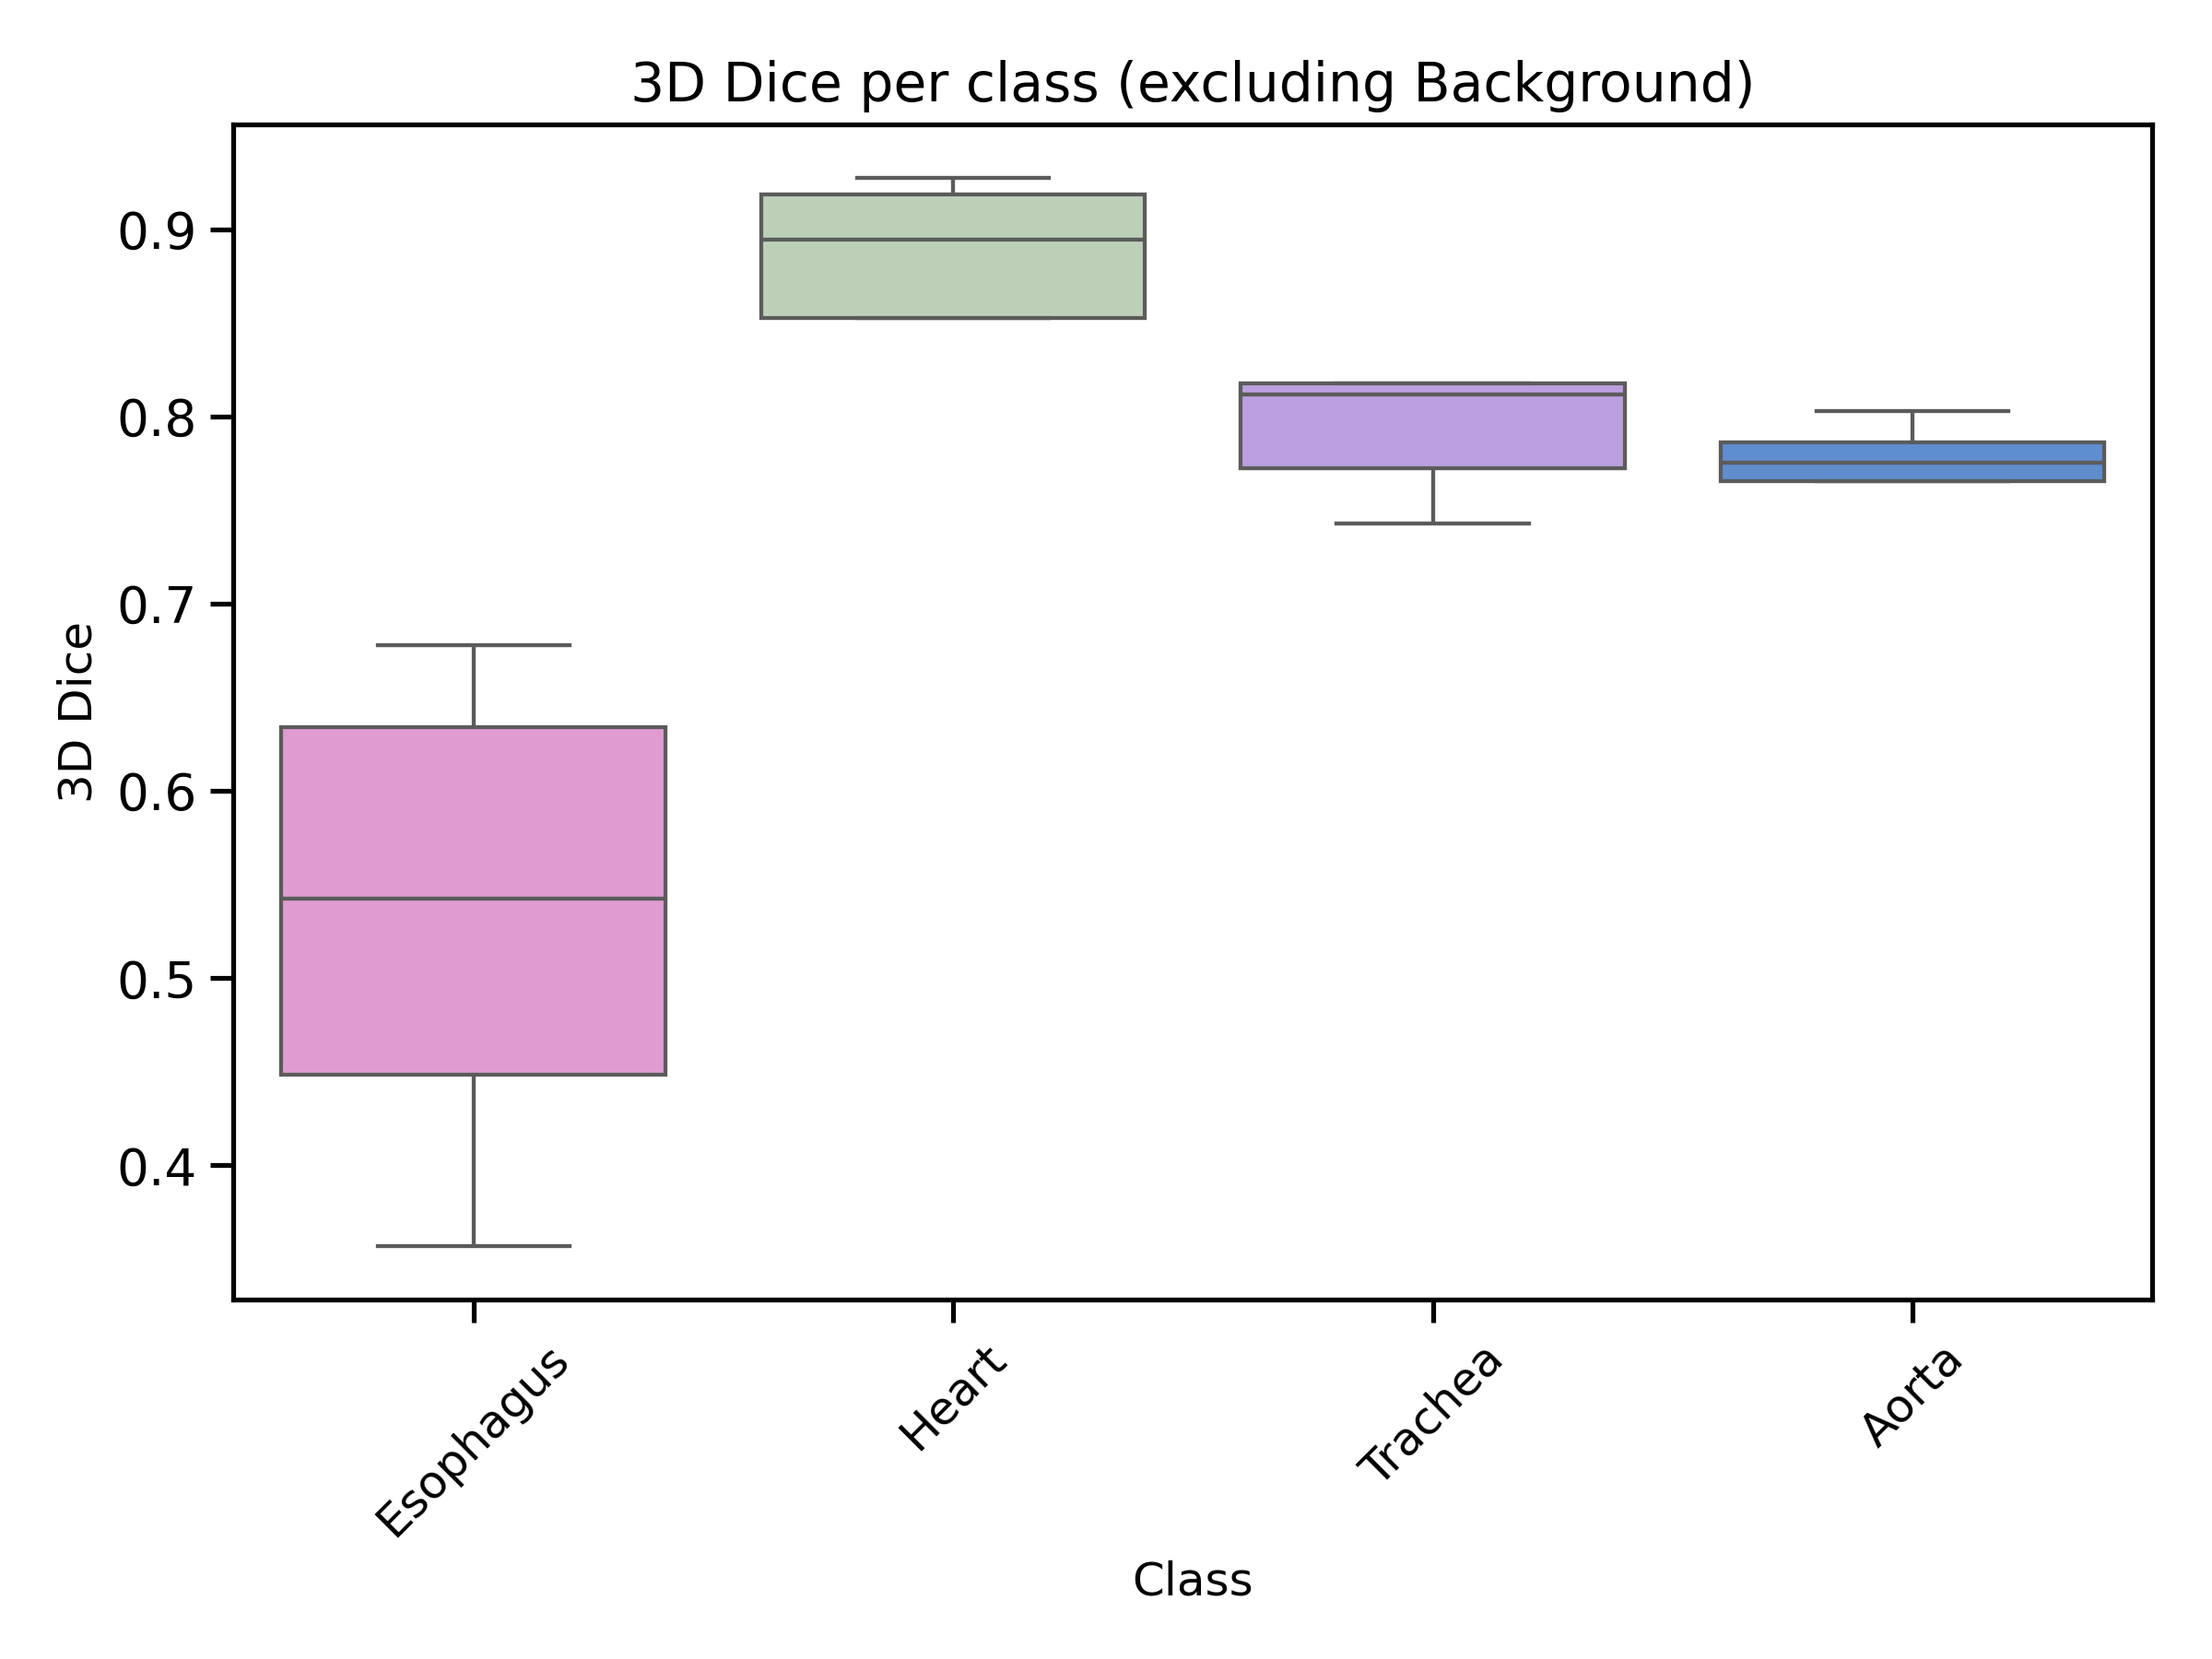 3D Dice per class (excluding Background)
3D Dice
0.9
0.8
0.7
0.6
0.5
0.4
Esophagus
Heart
Trachea
Aorta
Class